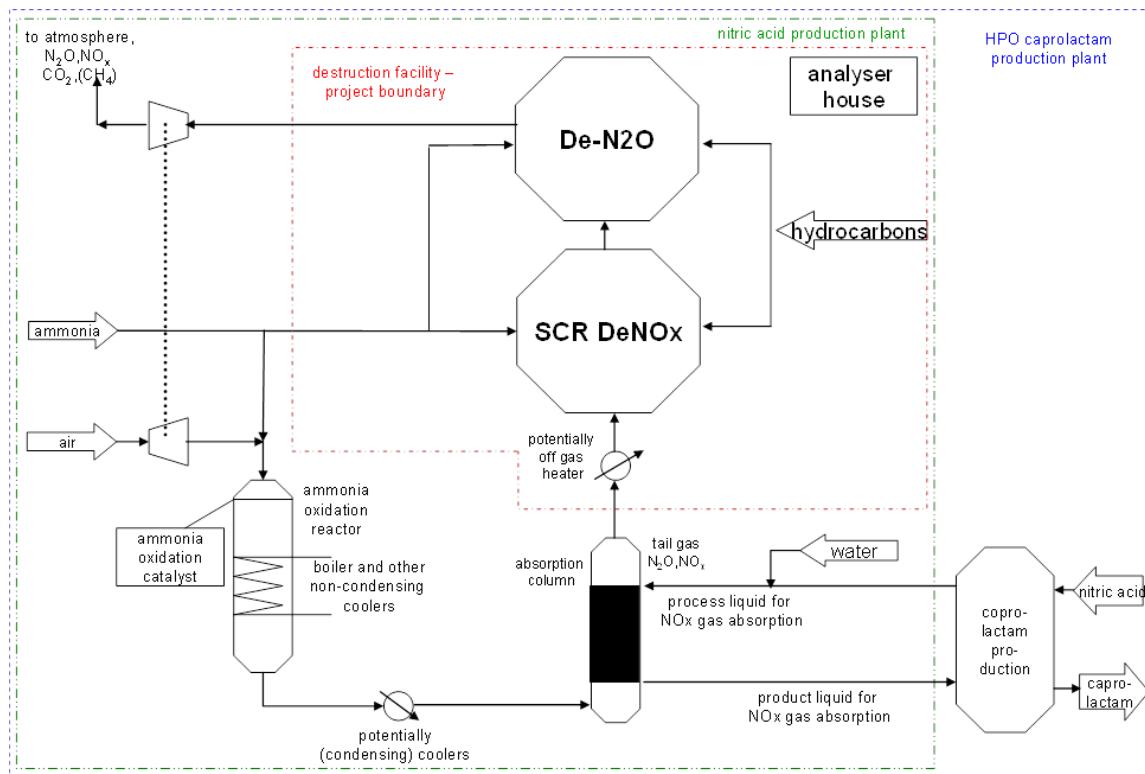 nitric acid production plant
HPO caprolactam
production plant
to atmosphere,
N₂O,NOₓ
CO₂,(CH₄)
destruction facility –
project boundary
analyser
house
De-N2O
hydrocarbons
SCR DeNOx
ammonia
air
potentially
off gas
heater
ammonia
oxidation
reactor
ammonia
oxidation
catalyst
boiler and other
non-condensing
coolers
absorption
column
tail gas
N₂O,NOₓ
water
process liquid for
NOx gas absorption
nitric acid
copro-
lactam
pro-
duction
product liquid for
NOx gas absorption
capro-
lactam
potentially
(condensing) coolers